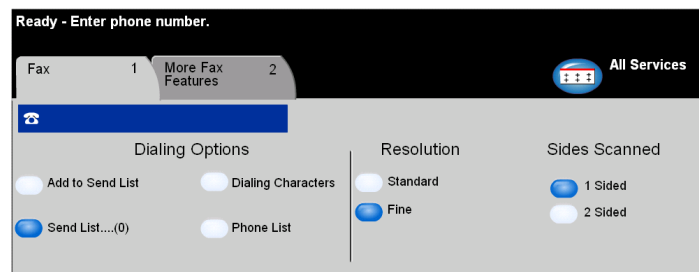 Ready - Enter phone number.
Fax 1
More Fax Features 2
All Services
Dialing Options
Resolution
Sides Scanned
Add to Send List
Dialing Characters
Standard
1 Sided
Send List....(0)
Phone List
Fine
2 Sided